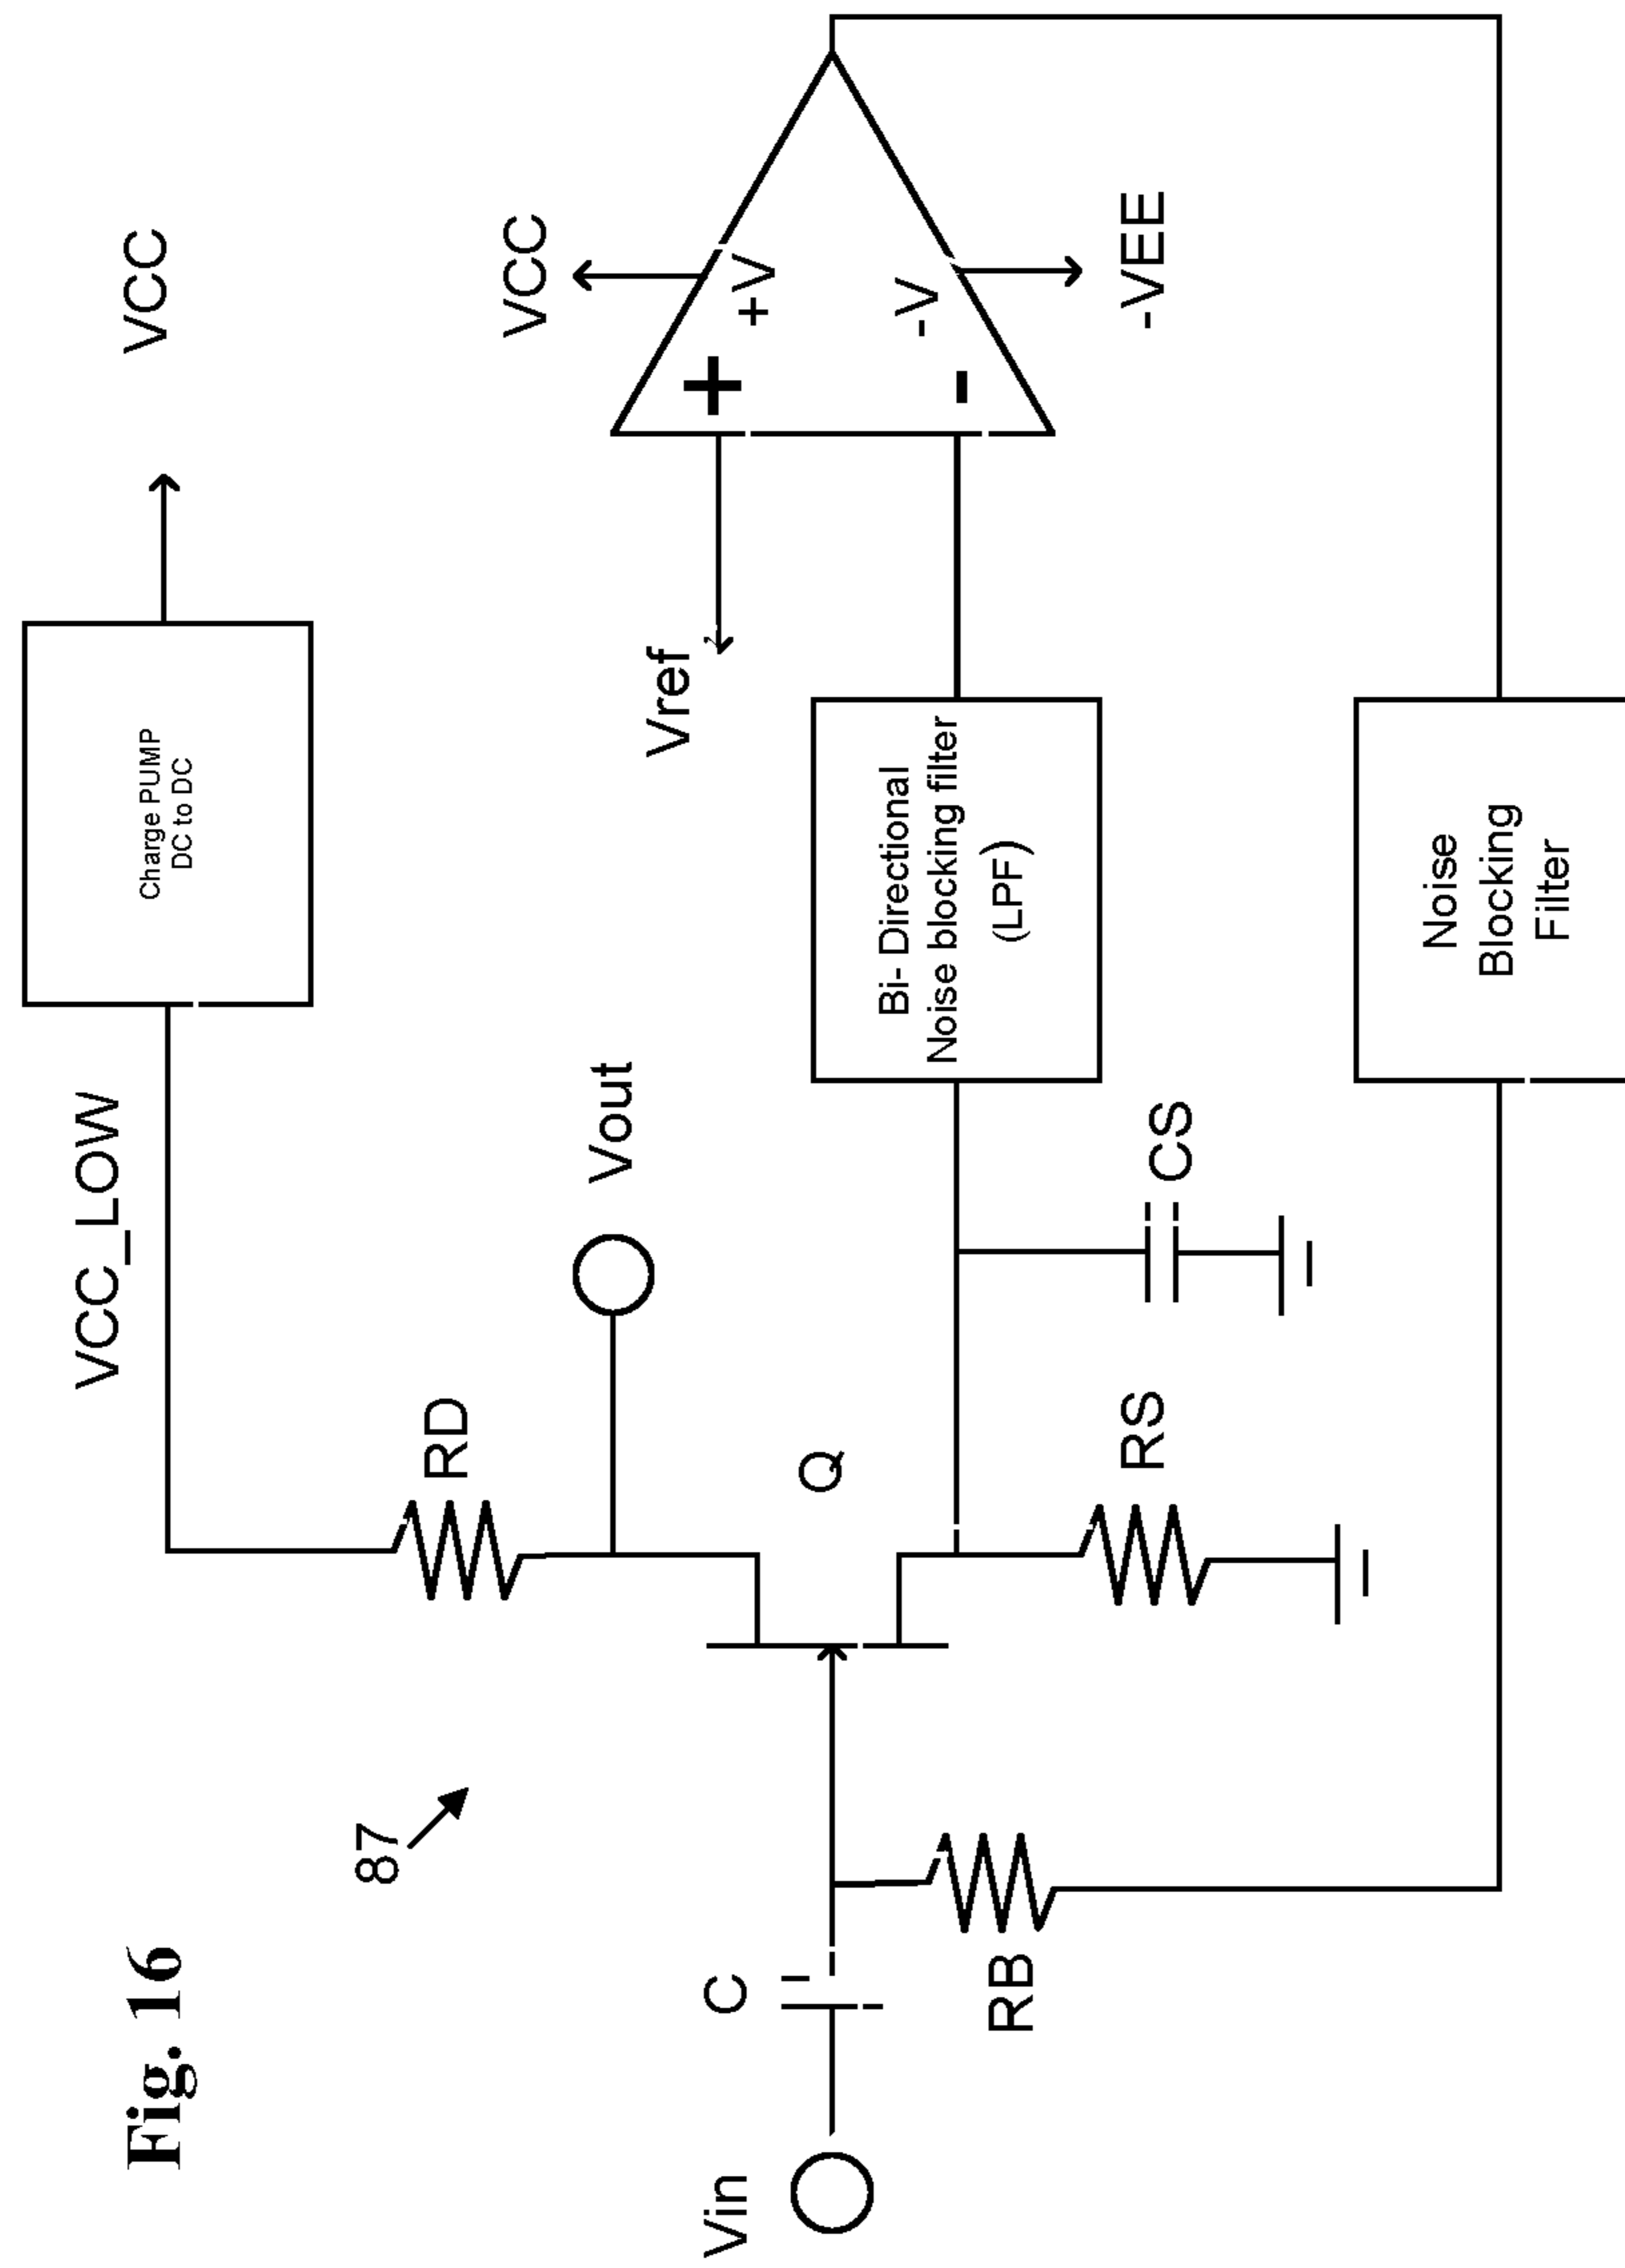 Fig. 16
VCC_LOW
Charge PUMP
DC to DC
VCC
87
RD
Vout
Vref
VCC
+
+V
-V
-
-VEE
Q
Bi- Directional
Noise blocking filter
(LPF)
Vin
C
RB
RS
CS
Noise
Blocking
Filter